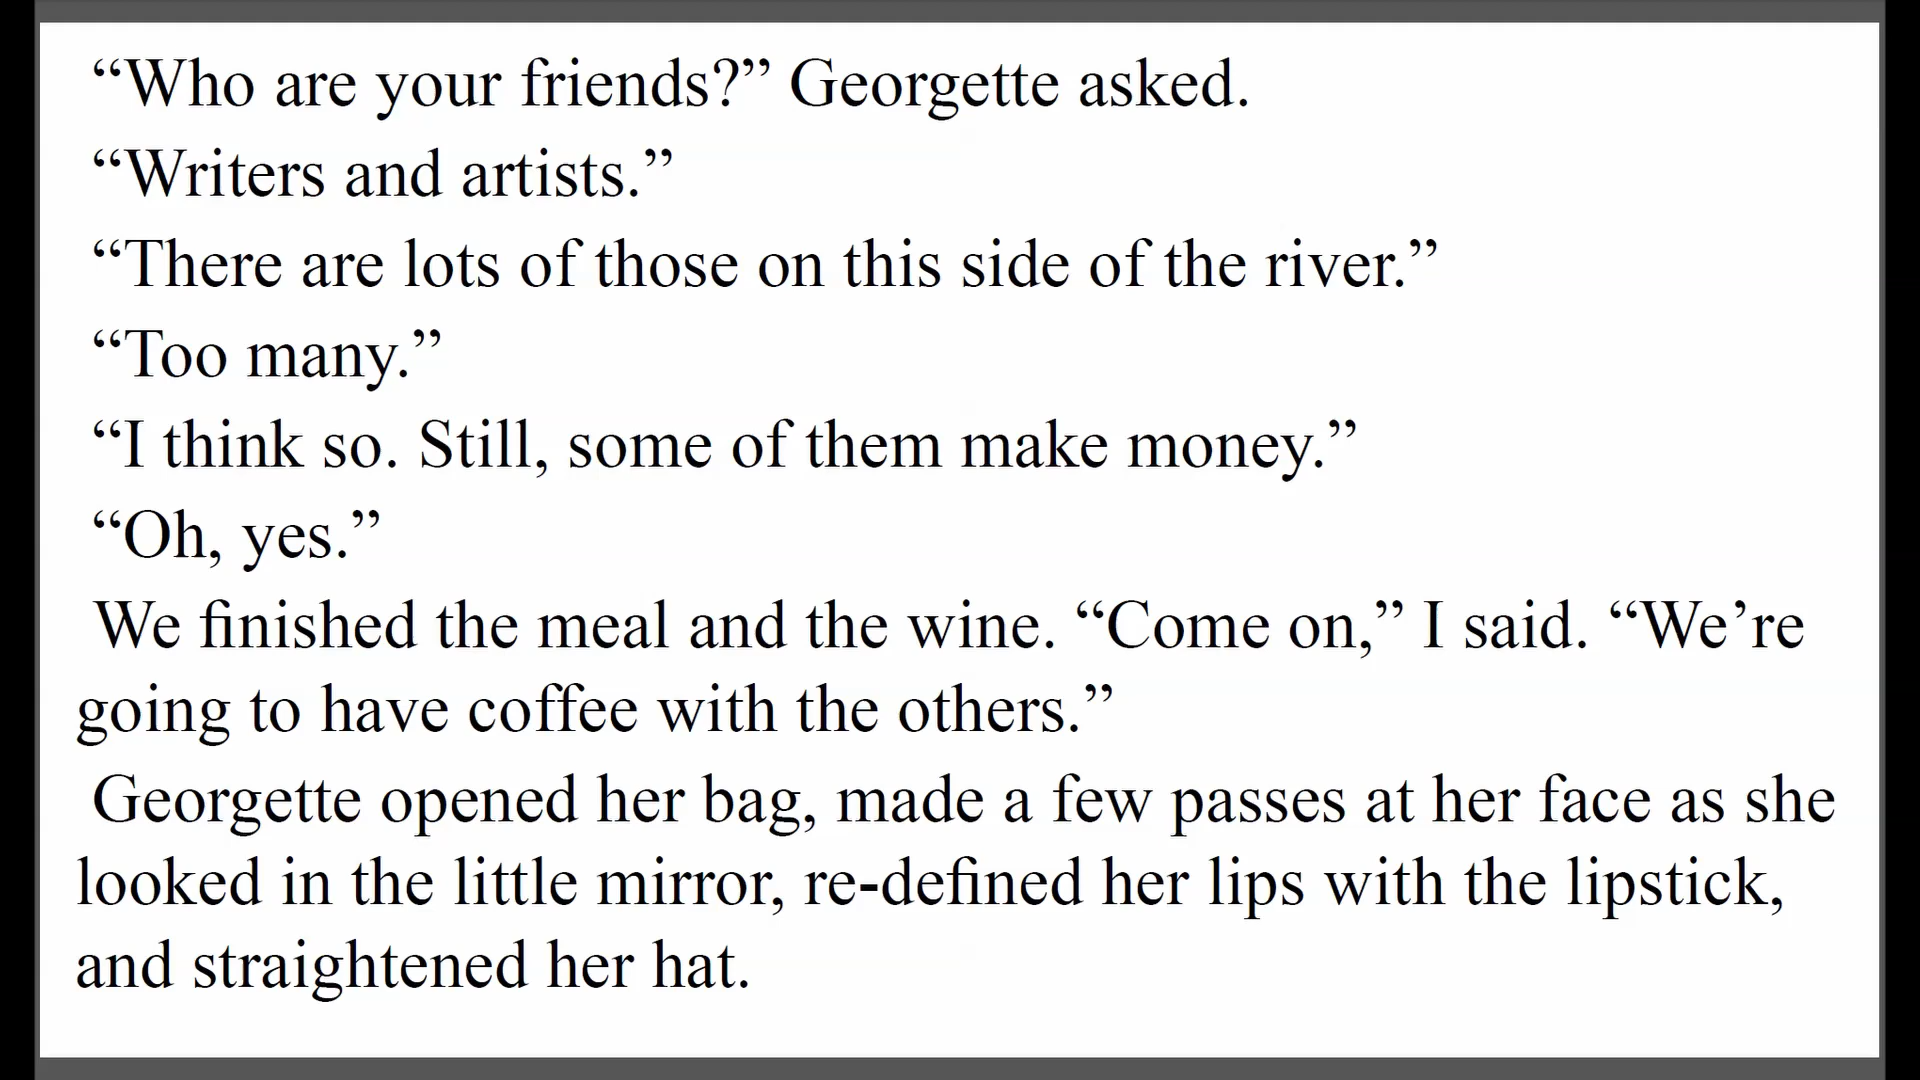 “Who are your friends?” Georgette asked.
“Writers and artists.”
“There are lots of those on this side of the river.”
“Too many.”
“I think so. Still, some of them make money.”
“Oh, yes.”
We finished the meal and the wine. “Come on,” I said. “We’re
going to have coffee with the others.”
Georgette opened her bag, made a few passes at her face as she
looked in the little mirror, re-defined her lips with the lipstick,
and straightened her hat.